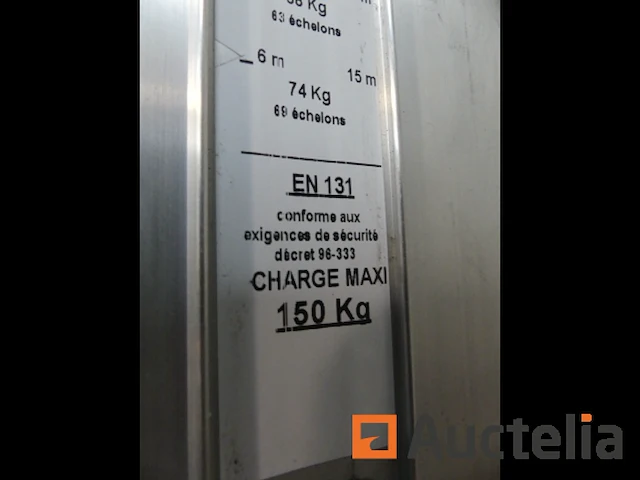 63 échelons
6 m
15 m
74 Kg
69 échelons
EN 131
conforme aux
exigences de sécurité
décret 96-333
CHARGE MAXI
150 Kg
Auctelia